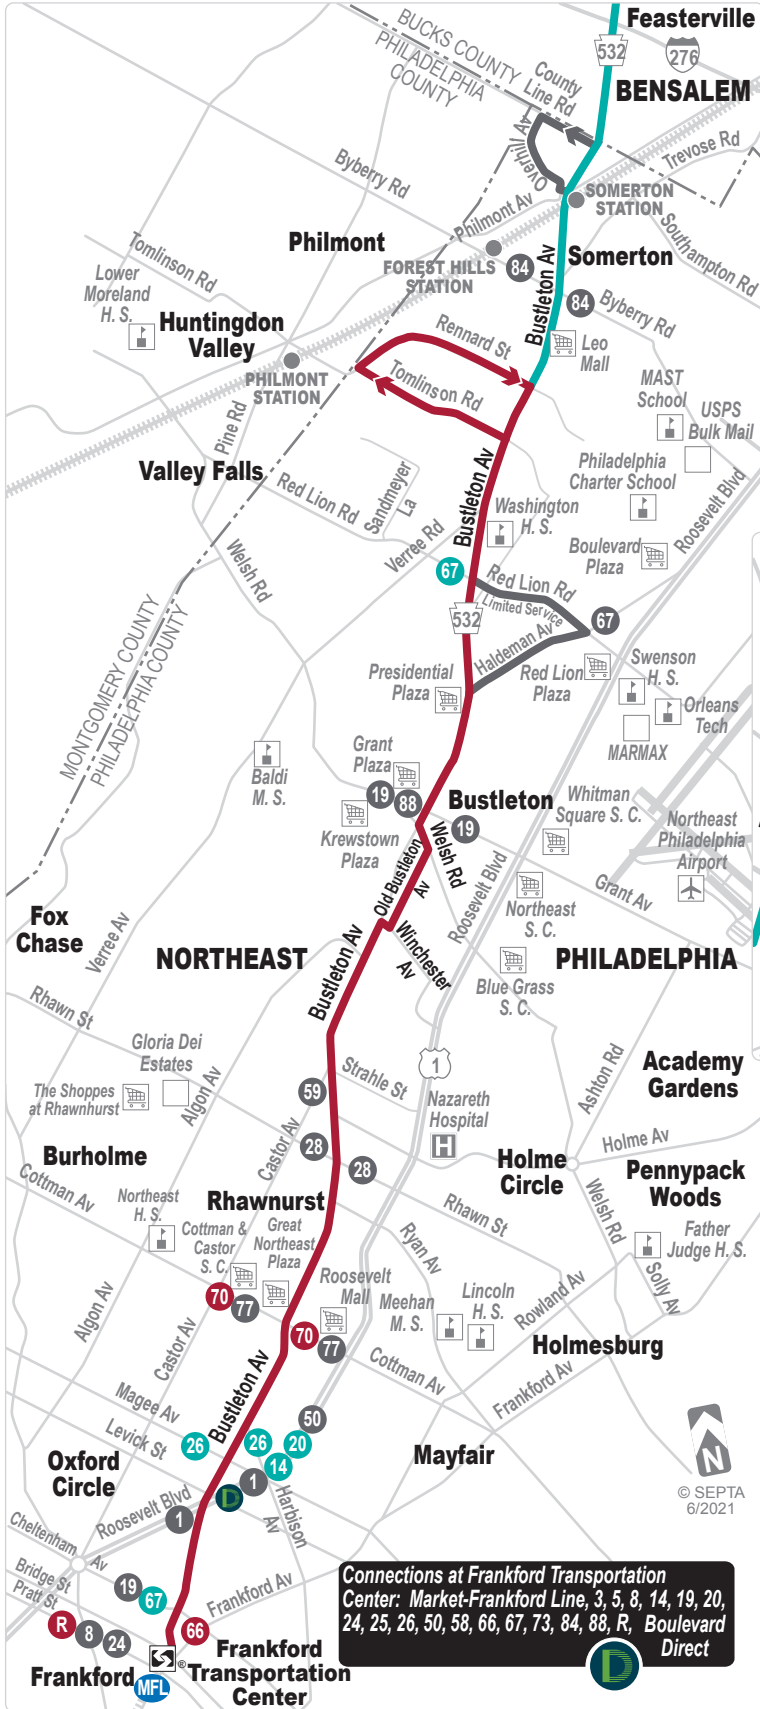 Feasterville
BUCKS COUNTY
PHILADELPHIA
COUNTY
532
276
BENSALEM
County
Line Rd
Overhill Av
Trevose Rd
Byberry Rd
SOMERTON
STATION
Philmont Av
Southampton Rd
Tomlinson Rd
Philmont
FOREST HILLS
STATION
84
Somerton
Bustleton Av
84
Byberry Rd
Lower
Moreland
H. S.
Huntingdon
Valley
Rennard St
Leo
Mall
PHILMONT
STATION
Tomlinson Rd
MAST
School
USPS
Bulk Mail
Pine Rd
Valley Falls
Bustleton Av
Philadelphia
Charter School
Roosevelt Blvd
Red Lion Rd
Sandmeyer
La
Washington
H. S.
Verree Rd
Boulevard
Plaza
Welsh Rd
67
Red Lion Rd
Limited Service
532
67
Haldeman Av
MONTGOMERY COUNTY
PHILADELPHIA COUNTY
Presidential
Plaza
Red Lion
Plaza
Swenson
H. S.
Orleans
Tech
MARMAX
Baldi
M. S.
Grant
Plaza
19
88
Bustleton
Whitman
Square S. C.
Krewstown
Plaza
19
Northeast
Philadelphia
Airport
Welsh Rd
Old Bustleton
Av
Roosevelt Blvd
Grant Av
Northeast
S. C.
Fox
Chase
Verree Av
NORTHEAST
Bustleton Av
Winchester
Av
PHILADELPHIA
Blue Grass
S. C.
Rhawn St
Gloria Dei
Estates
1
Academy
Gardens
Ashton Rd
The Shoppes
at Rhawnhurst
Algon Av
59
Strahle St
Nazareth
Hospital
Castor Av
Burholme
28
28
Holme Av
Holme
Circle
Pennypack
Woods
Cottman Av
Northeast
H. S.
Rhawnurst
Rhawn St
Welsh Rd
Cottman &
Castor
S. C.
Great
Northeast
Plaza
Ryan Av
Father
Judge H. S.
Solly Av
Roosevelt
Mall
Meehan
M. S.
Lincoln
H. S.
Rowland Av
70
77
Algon Av
Castor Av
70
77
Holmesburg
Cottman Av
Frankford Av
Magee Av
Bustleton Av
Levick St
50
26
26
20
14
Mayfair
N
Oxford
Circle
1
D
Harbison
Av
© SEPTA
6/2021
Roosevelt Blvd
1
Cheltenham
Av
Bridge St
Pratt St
19
67
Frankford Av
R
8
24
66
Frankford
®
Frankford
Transportation
Center
MFL
Connections at Frankford Transportation
Center: Market-Frankford Line, 3, 5, 8, 14, 19, 20,
24, 25, 26, 50, 58, 66, 67, 73, 84, 88, R, Boulevard
Direct
D